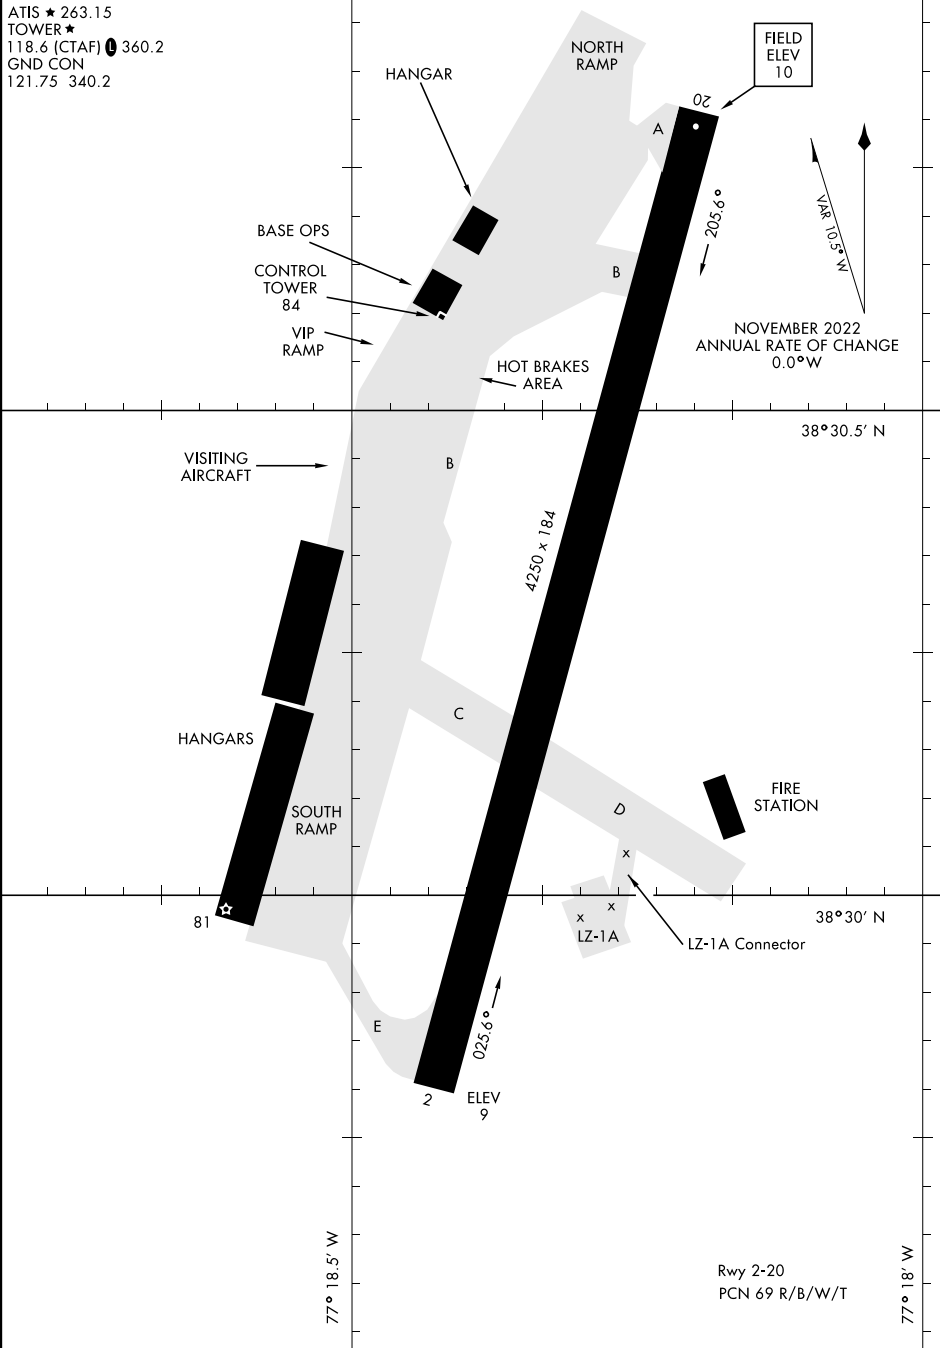 ATIS ★ 263.15
TOWER ★
118.6 (CTAF) L 360.2
GND CON
121.75 340.2
NORTH
RAMP
FIELD
ELEV
10
HANGAR
20
A
205.6°
VAR 10.5° W
BASE OPS
CONTROL
TOWER
84
B
VIP
RAMP
NOVEMBER 2022
ANNUAL RATE OF CHANGE
0.0° W
HOT BRAKES
AREA
38° 30.5' N
VISITING
AIRCRAFT
B
4250 x 184
C
HANGARS
SOUTH
RAMP
D
FIRE
STATION
x
x
x
81
LZ-1A
38° 30' N
LZ-1A Connector
E
025.6°
2
ELEV
9
77° 18.5' W
77° 18' W
Rwy 2-20
PCN 69 R/B/W/T